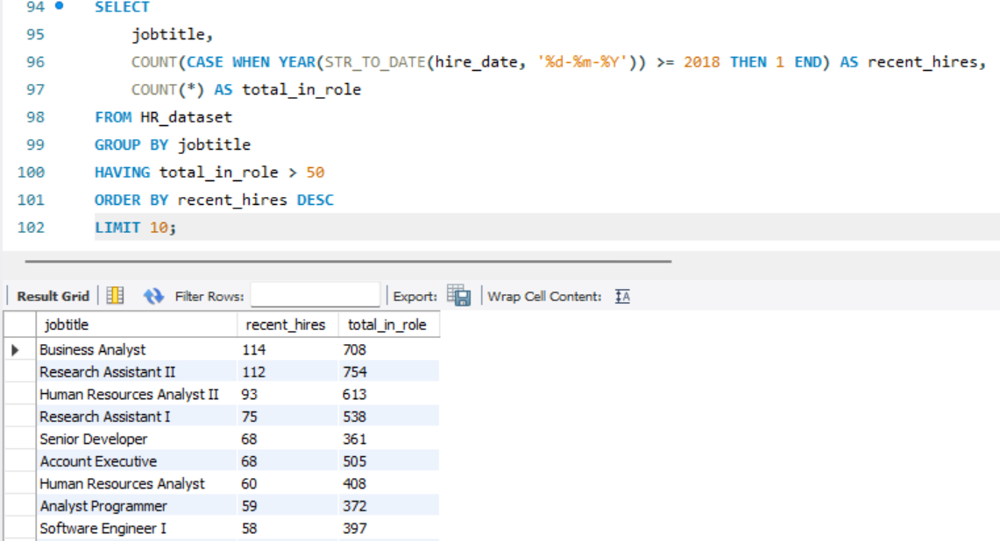 94 SELECT
95 jobtitle,
96 COUNT(CASE WHEN YEAR(STR_TO_DATE(hire_date, '%d-%m-%Y')) >= 2018 THEN 1 END) AS recent_hires,
97 COUNT(*) AS total_in_role
98 FROM HR_dataset
99 GROUP BY jobtitle
100 HAVING total_in_role > 50
101 ORDER BY recent_hires DESC
102 LIMIT 10;
Result Grid Filter Rows: Export: Wrap Cell Content: IA
jobtitle recent_hires total_in_role
Business Analyst 114 708
Research Assistant II 112 754
Human Resources Analyst II 93 613
Research Assistant I 75 538
Senior Developer 68 361
Account Executive 68 505
Human Resources Analyst 60 408
Analyst Programmer 59 372
Software Engineer I 58 397